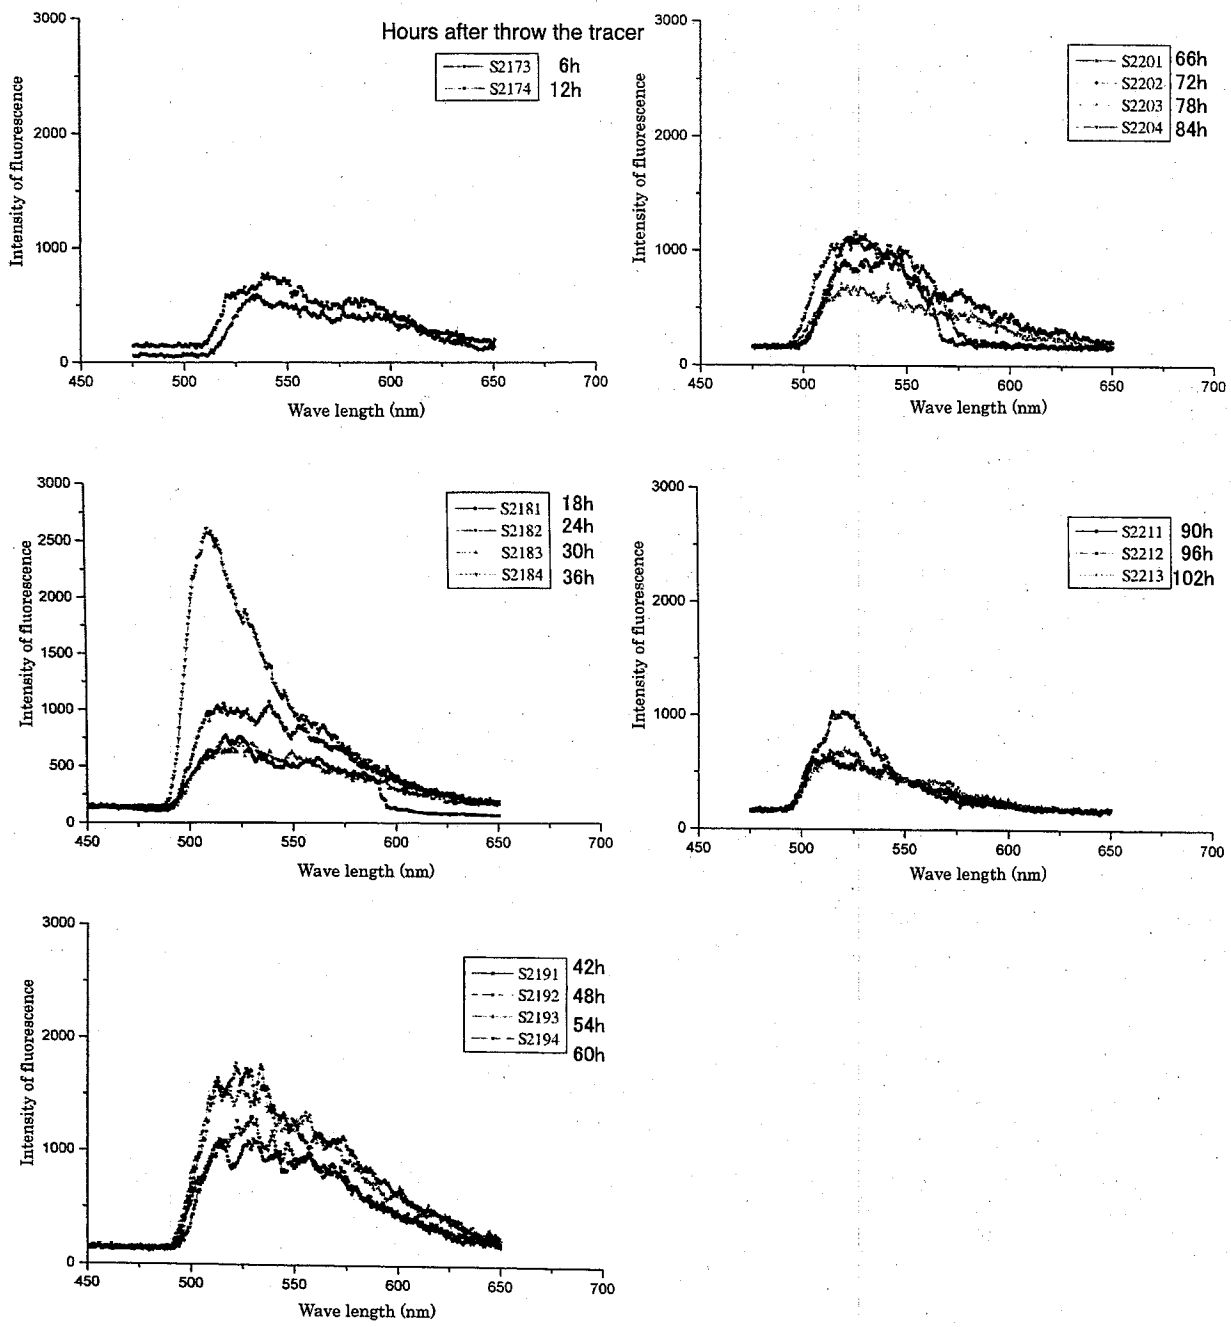 Hours after throw the tracer
3000
2000
1000
0
450 500 550 600 650 700
Intensity of fluorescence
Wave length (nm)
S2173 6h
S2174 12h
3000
2000
1000
0
450 500 550 600 650 700
Intensity of fluorescence
Wave length (nm)
S2201 66h
S2202 72h
S2203 78h
S2204 84h
3000
2500
2000
1500
1000
500
0
450 500 550 600 650 700
Intensity of fluorescence
Wave length (nm)
S2181 18h
S2182 24h
S2183 30h
S2184 36h
3000
2000
1000
0
450 500 550 600 650 700
Intensity of fluorescence
Wave length (nm)
S2211 90h
S2212 96h
S2213 102h
3000
2000
1000
0
450 500 550 600 650 700
Intensity of fluorescence
Wave length (nm)
S2191 42h
S2192 48h
S2193 54h
S2194 60h